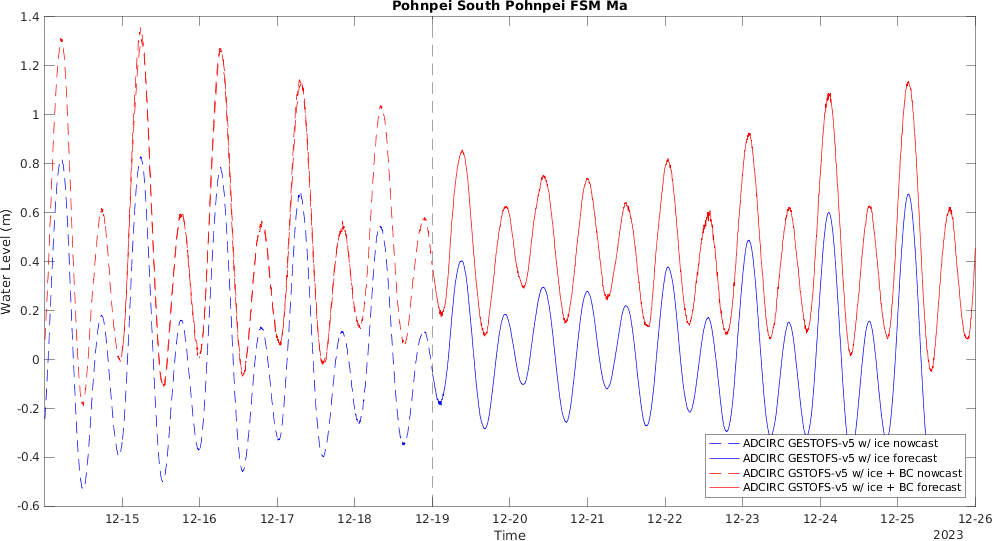 Pohnpei South Pohnpei FSM Ma
1.4
1.2
1
0.8
0.6
0.4
0.2
0
-0.2
-0.4
-0.6
Water Level (m)
ADCIRC GESTOFS-v5 w/ ice nowcast
ADCIRC GESTOFS-v5 w/ ice forecast
ADCIRC GSTOFS-v5 w/ ice + BC nowcast
ADCIRC GSTOFS-v5 w/ ice + BC forecast
12-15 12-16 12-17 12-18 12-19 12-20 12-21 12-22 12-23 12-24 12-25 12-26
Time
2023